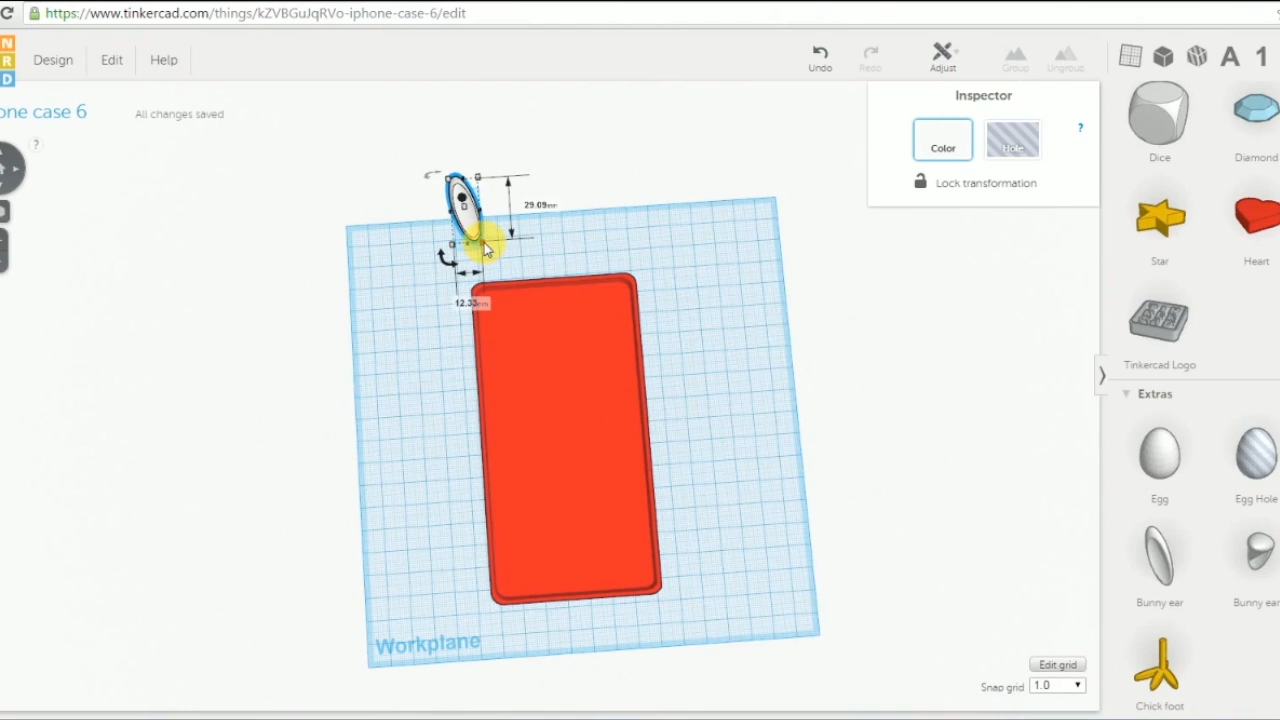 https://www.tinkercad.com/things/kZVBGuJqRVo-iphone-case-6/edit
N
R
D
Design
Edit
Help
Undo
Redo
Adjust
Group
Ungroup
A
1
one case 6
All changes saved
?
Inspector
Color
Hole
?
Lock transformation
29.09mm
Dice
Diamond
Star
Heart
Tinkercad Logo
Extras
Egg
Egg Hole
Bunny ear
Bunny ear
Chick foot
Workplane
Edit grid
Snap grid
1.0